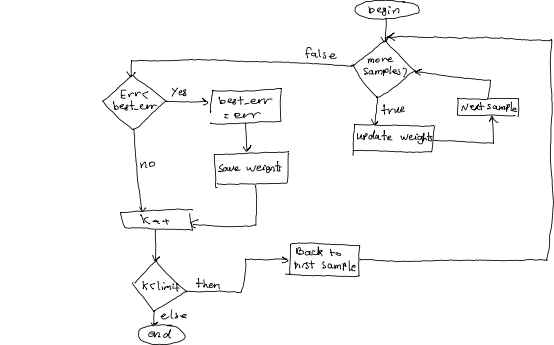 begin
false
more
samples?
Err<
best_err
yes
best_err
= err
true
Next sample
update weights
no
save weights
K++
Back to
first sample
K<limit
then
else
end